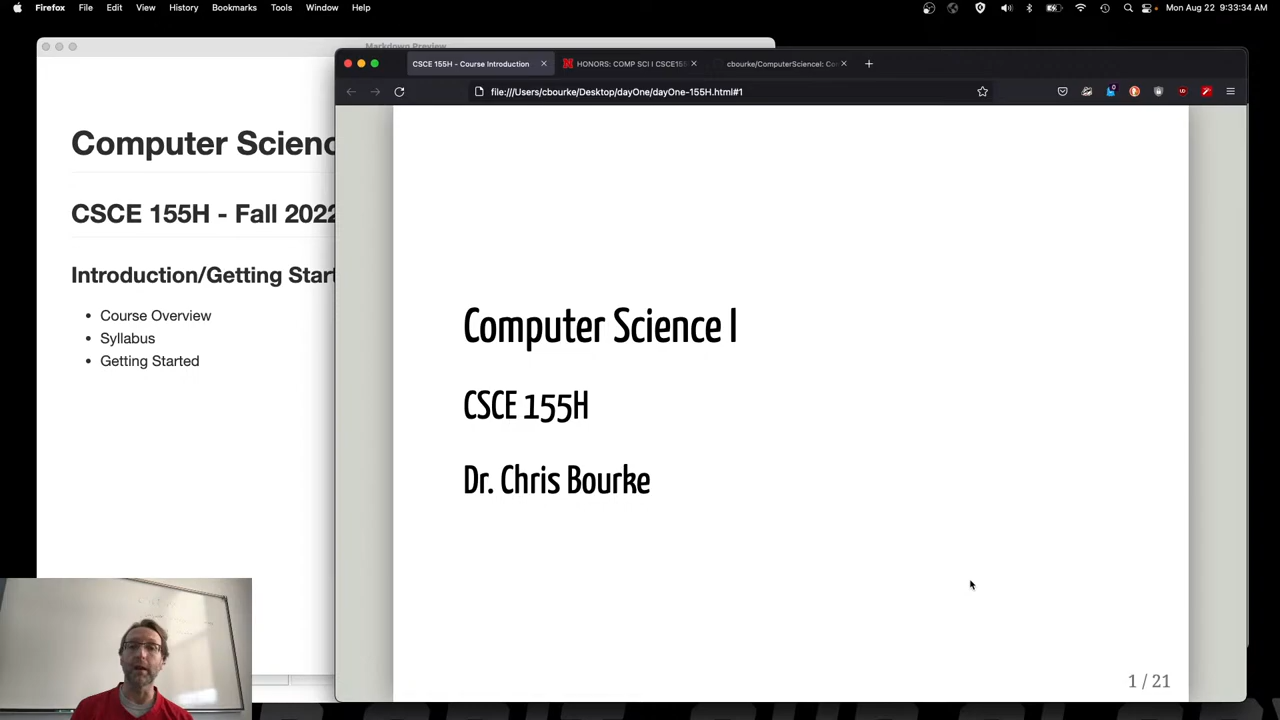 Firefox File Edit View History Bookmarks Tools Window Help
Mon Aug 22 9:33:34 AM
Markdown Preview
CSCE 155H - Course Introduction
HONORS: COMP SCI I CSCE155
cbourke/ComputerScienceI: Co
file:///Users/cbourke/Desktop/dayOne/dayOne-155H.html#1
Computer Scienc
CSCE 155H - Fall 2022
Introduction/Getting Start
• Course Overview
• Syllabus
• Getting Started
Computer Science I
CSCE 155H
Dr. Chris Bourke
1 / 21